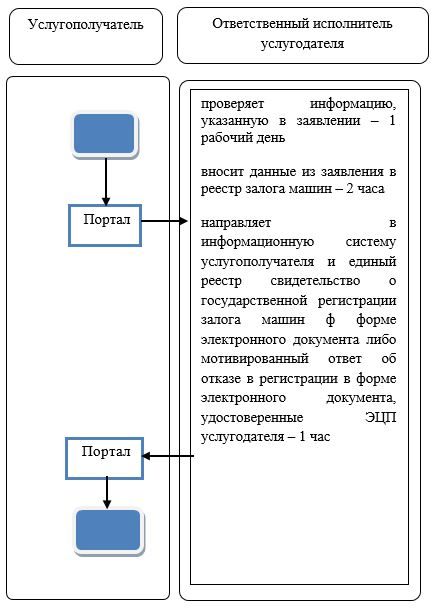 Услугополучатель
Ответственный исполнитель
услугодателя
Портал
проверяет информацию,
указанную в заявлении – 1
рабочий день
вносит данные из заявления в
реестр залога машин – 2 часа
направляет в
информационную систему
услугополучателя и единый
реестр свидетельство о
государственной регистрации
залога машин ф форме
электронного документа либо
мотивированный ответ об
отказе в регистрации в форме
электронного документа,
удостоверенные ЭЦП
услугодателя – 1 час
Портал